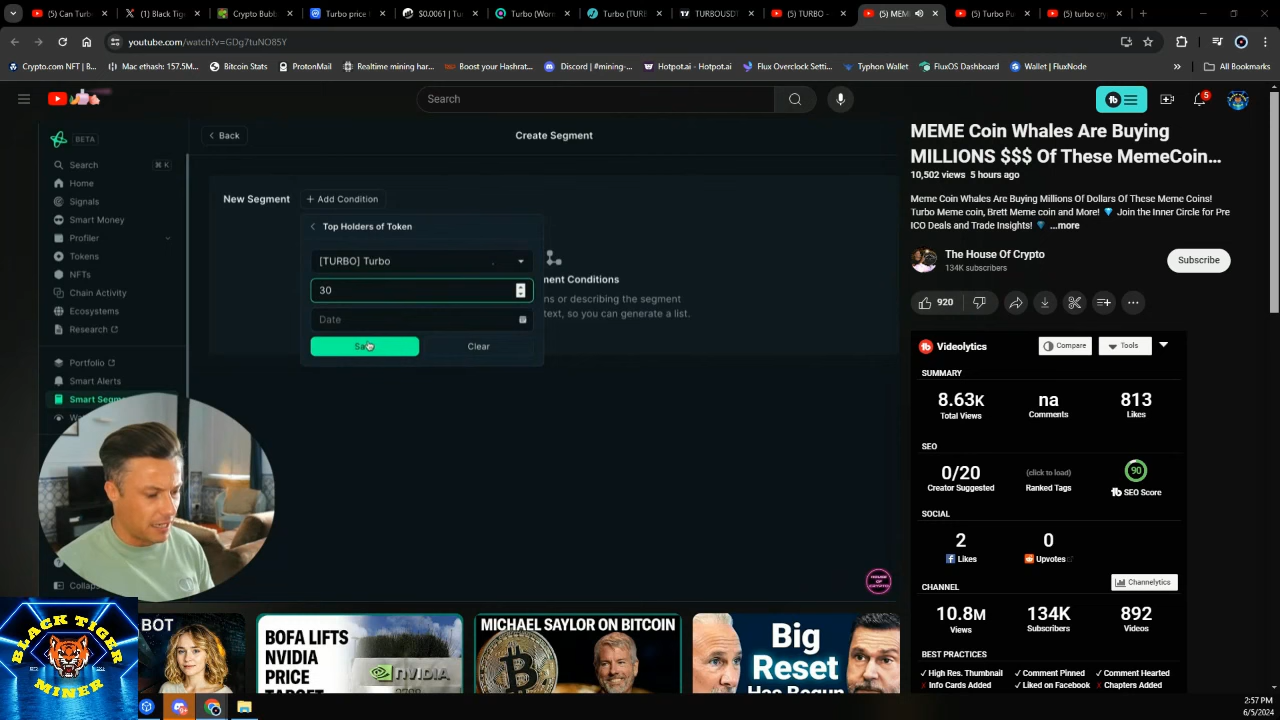 (5) Can Turb
(1) Black Tig
Crypto Bubb
Turbo price t
$0.0061 | Tu
Turbo (Worm
Turbo (TURB
TURBOUSDT
(5) TURBO -
(5) MEM
(5) Turbo Pu
(5) turbo cry
youtube.com/watch?v=GDg7tuNO85Y
Crypto.com NFT | B...
Mac ethash: 157.5M...
Bitcoin Stats
ProtonMail
Realtime mining har...
Boost your Hashrat...
Discord | #mining-...
Hotpot.ai - Hotpot.ai
Flux Overclock Setti...
Typhon Wallet
FluxOS Dashboard
Wallet | FluxNode
All Bookmarks
Search
5
BETA
Search
⌘ K
Home
Signals
Smart Money
Profiler
Tokens
NFTs
Chain Activity
Ecosystems
Research
Portfolio
Smart Alerts
Smart Segm
Back
Create Segment
New Segment
+ Add Condition
Top Holders of Token
[TURBO] Turbo
30
Date
Clear
ment Conditions
ns or describing the segment
text, so you can generate a list.
HOUSE OF CRYPTO
MEME Coin Whales Are Buying
MILLIONS $$$ Of These MemeCoin...
10,502 views 5 hours ago
Meme Coin Whales Are Buying Millions Of Dollars Of These Meme Coins!
Turbo Meme coin, Brett Meme coin and More! 💎 Join the Inner Circle for Pre
ICO Deals and Trade Insights! 💎 ...more
The House Of Crypto
134K subscribers
Subscribe
920
Videolytics
Compare
Tools
SUMMARY
8.63K
na
813
Total Views
Comments
Likes
SEO
0/20
(click to load)
90
Creator Suggested
Ranked Tags
SEO Score
SOCIAL
2
0
Likes
Upvotes
CHANNEL
Channelytics
10.8M
134K
892
Views
Subscribers
Videos
BEST PRACTICES
✓ High Res. Thumbnail
✓ Comment Pinned
✓ Comment Hearted
x Info Cards Added
✓ Liked on Facebook
x Chapters Added
BLACK TIGER
MINER
BOT
BOFA LIFTS
NVIDIA
PRICE
TARGET
NVIDIA
MICHAEL SAYLOR ON BITCOIN
Big
Reset
Has Begun
2:57 PM
6/5/2024